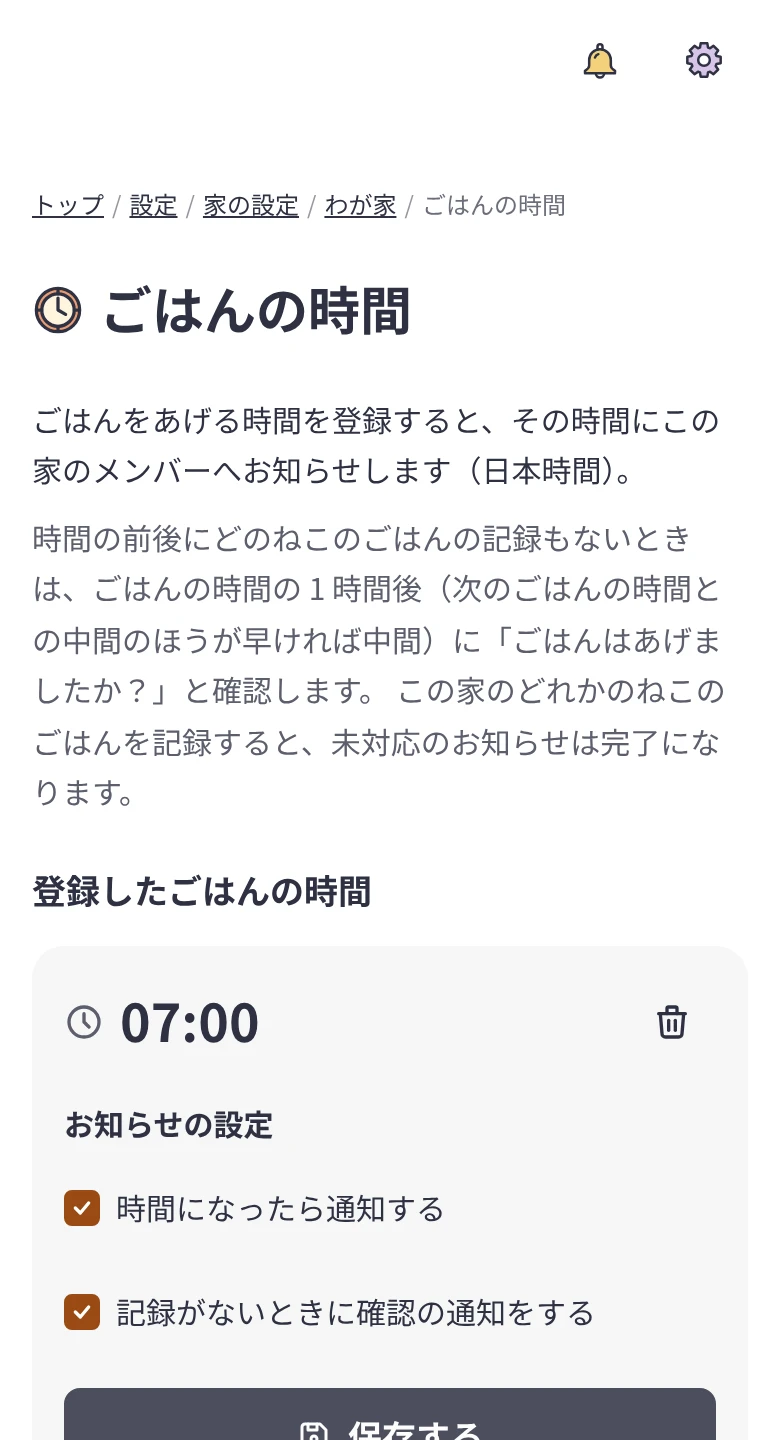 トップ / 設定 / 家の設定 / わが家 / ごはんの時間
ごはんの時間
ごはんをあげる時間を登録すると、その時間にこの
家のメンバーへお知らせします（日本時間）。
時間の前後にどのねこのごはんの記録もないとき
は、ごはんの時間の 1 時間後（次のごはんの時間と
の中間のほうが早ければ中間）に「ごはんはあげま
したか？」と確認します。 この家のどれかのねこの
ごはんを記録すると、未対応のお知らせは完了にな
ります。
登録したごはんの時間
07:00
お知らせの設定
時間になったら通知する
記録がないときに確認の通知をする
保存する